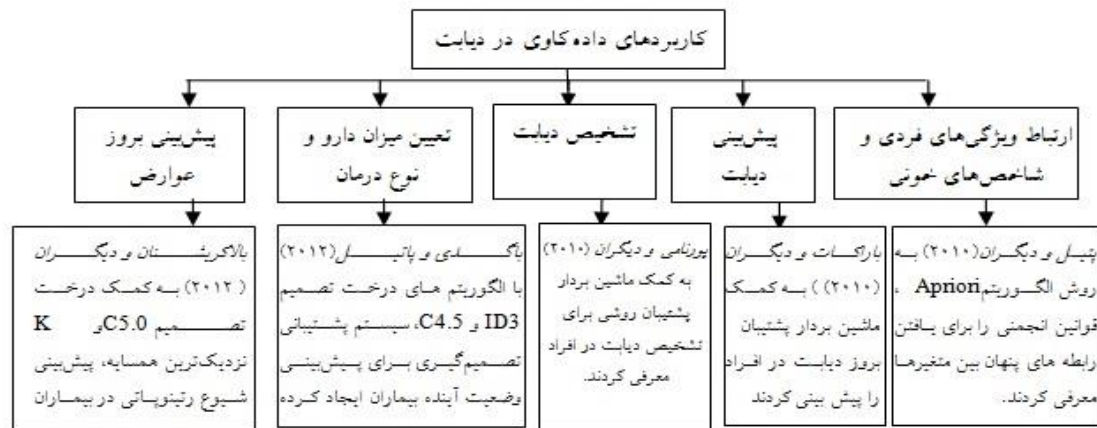 کاربردهای داده کاوی در دیابت
ارتباط ویژگی‌های فردی و
شاخص‌های خونی
پیش‌بینی
دیابت
تشخیص دیابت
تعیین میزان دارو و
نوع درمان
پیش‌بینی بروز
عوارض
پتیل و دیگران (۲۰۱۰) به
روش الگوریتم Apriori ،
قوانین انجمنی را برای یافتن
رابطه های پنهان بین متغیرها
معرفی کردند.
باراکات و دیگران
(۲۰۱۰) ) به کمک
ماشین بردار پشتیبان
بروز دیابت در افراد
را پیش بینی کردند
پورنامی و دیگران (۲۰۱۰)
به کمک ماشین بردار
پشتیبان روشی برای
تشخیص دیابت در افراد
معرفی کردند.
باگدی و پاتیل (۲۰۱۲)
با الگوریتم های درخت تصمیم
ID3 و C4.5، سیستم پشتیبانی
تصمیم‌گیری برای پیش‌بینی
وضعیت آینده بیماران ایجاد کرده
بالاکریشنان و دیگران
( ۲۰۱۲) به کمک درخت
تصمیم C5.0 و K
نزدیک‌ترین همسایه، پیش‌بینی
شیوع رتینوپاتی در بیماران